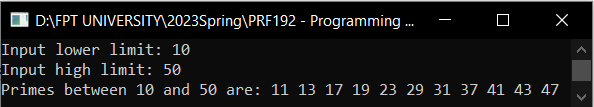 D:\FPT UNIVERSITY\2023Spring\PRF192 - Programming ...
Input lower limit: 10
Input high limit: 50
Primes between 10 and 50 are: 11 13 17 19 23 29 31 37 41 43 47